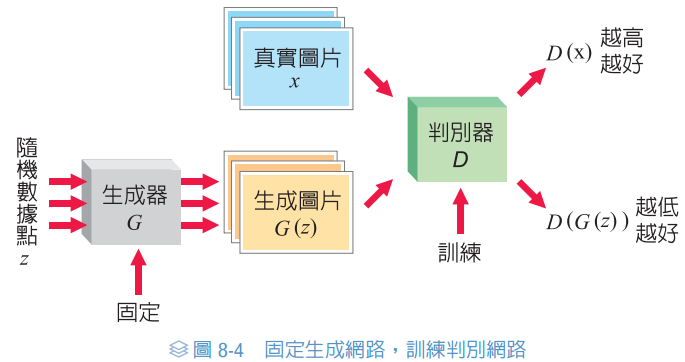 真實圖片
x
隨機數據點
z
生成器
G
固定
生成圖片
G(z)
判別器
D
訓練
D(x) 越高
越好
D(G(z)) 越低
越好
圖 8-4 固定生成網路，訓練判別網路